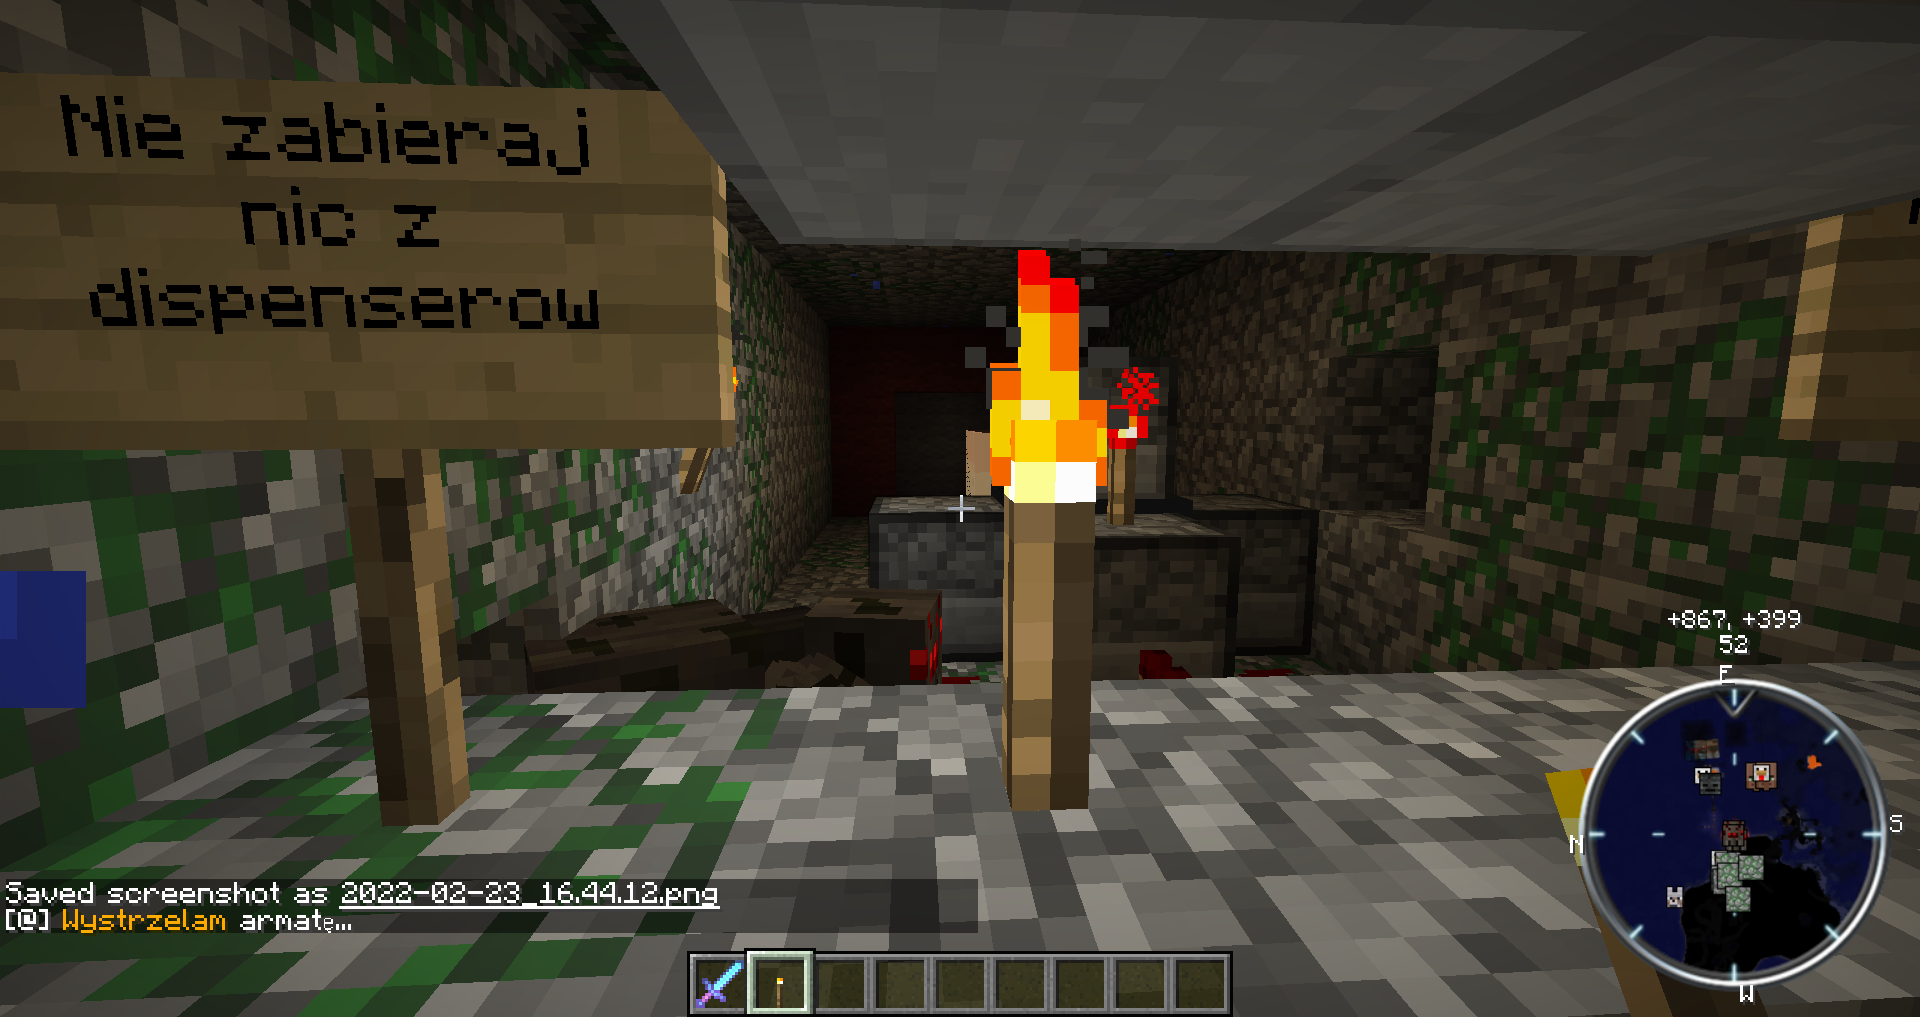 Nie zabieraj
nic z
dispenserow
+867, +399
52
E
N
S
W
Saved screenshot as 2022-02-23_16.44.12.png
[@] Wystrzelam armatę...